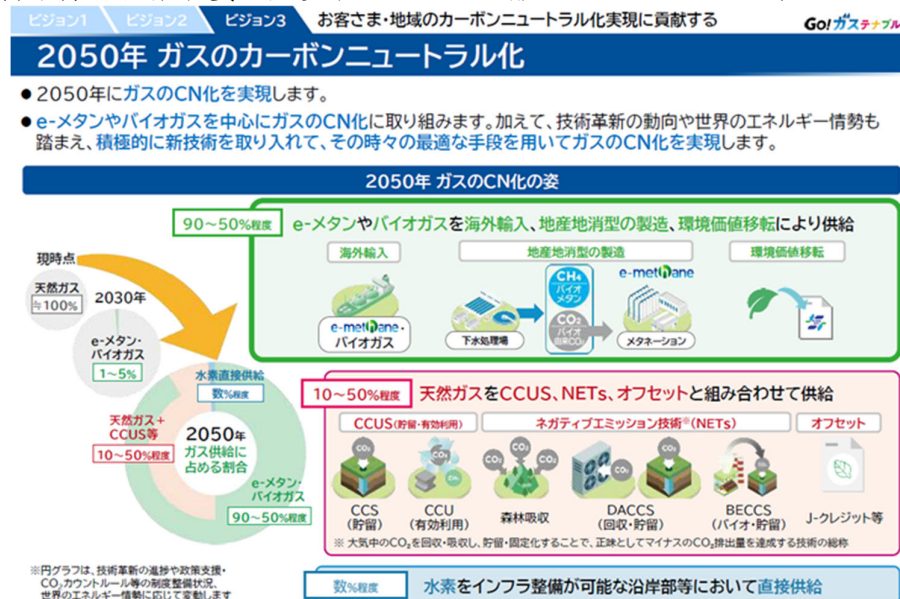 ビジョン1
ビジョン2
ビジョン3
お客さま・地域のカーボンニュートラル化実現に貢献する
Go!ガステナブル
2050年 ガスのカーボンニュートラル化
●2050年にガスのCN化を実現します。
●e-メタンやバイオガスを中心にガスのCN化に取り組みます。加えて、技術革新の動向や世界のエネルギー情勢も
踏まえ、積極的に新技術を取り入れて、その時々の最適な手段を用いてガスのCN化を実現します。
2050年 ガスのCN化の姿
90～50%程度
e-メタンやバイオガスを海外輸入、地産地消型の製造、環境価値移転により供給
海外輸入
地産地消型の製造
環境価値移転
e-methane・
バイオガス
下水処理場
CH4
バイオ
メタン
CO2
バイオ
由来CO2
e-methane
メタネーション
現時点
天然ガス
≒100%
2030年
e-メタン・
バイオガス
1～5%
水素直接供給
数%程度
天然ガス+
CCUS等
10～50%程度
2050年
ガス供給に
占める割合
e-メタン・
バイオガス
90～50%程度
10～50%程度
天然ガスをCCUS、NETs、オフセットと組み合わせて供給
CCUS(貯留・有効利用)
ネガティブエミッション技術※(NETs)
オフセット
CO2
CO2
CO2
CO2
CO2
CO2
CO2
CO2
CCS
(貯留)
CCU
(有効利用)
森林吸収
DACCS
(回収・貯留)
BECCS
(バイオ・貯留)
J-クレジット等
※ 大気中のCO2を回収・吸収し、貯留・固定化することで、正味としてマイナスのCO2排出量を達成する技術の総称
※円グラフは、技術革新の進捗や政策支援・
CO2カウントルール等の制度整備状況、
世界のエネルギー情勢に応じて変動します
数%程度
水素をインフラ整備が可能な沿岸部等において直接供給